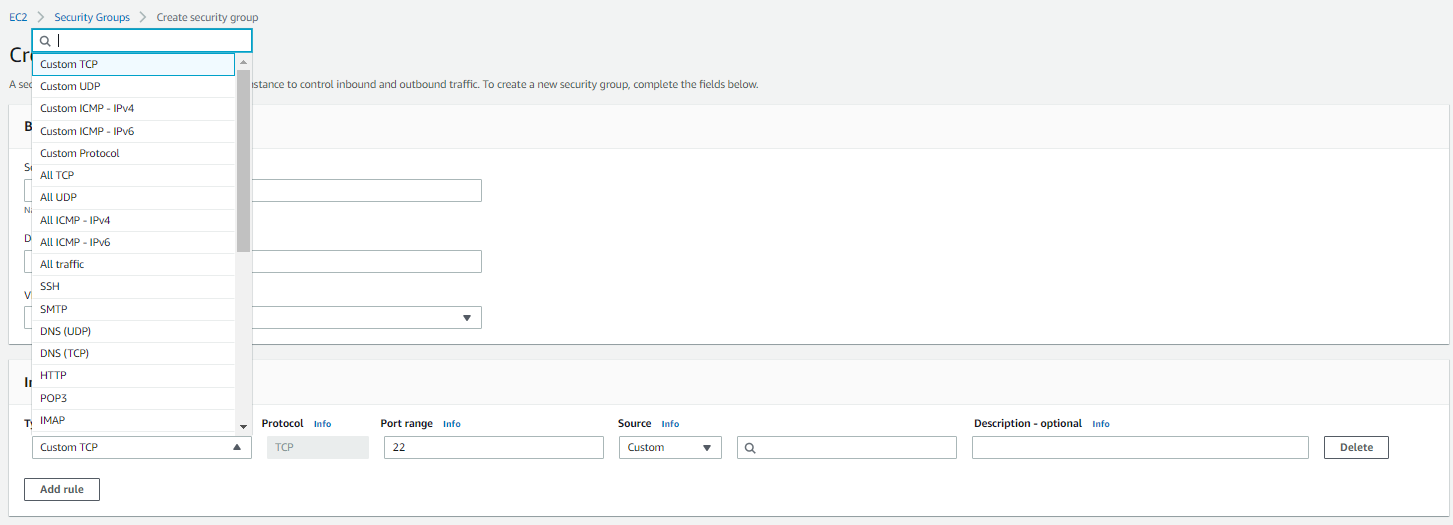 EC2 > Security Groups > Create security group
Cr
A sec
stance to control inbound and outbound traffic. To create a new security group, complete the fields below.
Custom TCP
Custom UDP
Custom ICMP - IPv4
Custom ICMP - IPv6
Custom Protocol
All TCP
All UDP
All ICMP - IPv4
All ICMP - IPv6
All traffic
SSH
SMTP
DNS (UDP)
DNS (TCP)
HTTP
POP3
IMAP
B
Se
Na
D
V
In
Ty
Protocol Info
Port range Info
Source Info
Description - optional Info
Custom TCP
TCP
22
Custom
Delete
Add rule